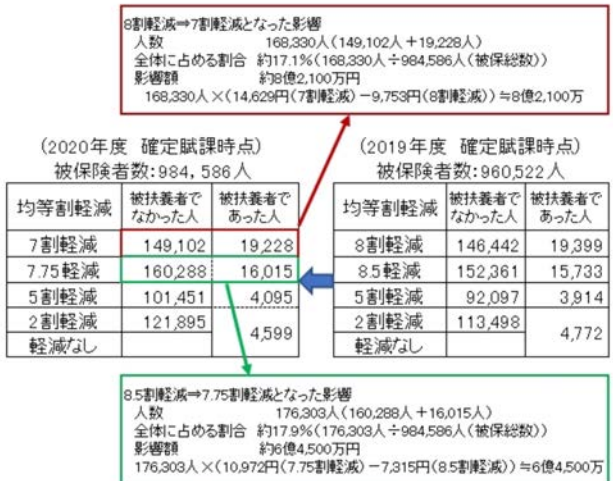 8割軽減⇒7割軽減となった影響
人数 168,330人(149,102人+19,228人)
全体に占める割合 約17.1%(168,330人÷984,586人(被保総数))
影響額 約8億2,100万円
168,330人×(14,629円(7割軽減)-9,753円(8割軽減))≒8億2,100万
(2020年度 確定賦課時点)
被保険者数:984,586人
均等割軽減 被扶養者でなかった人 被扶養者であった人
7割軽減 149,102 19,228
7.75軽減 160,288 16,015
5割軽減 101,451 4,095
2割軽減 121,895 4,599
軽減なし
(2019年度 確定賦課時点)
被保険者数:960,522人
均等割軽減 被扶養者でなかった人 被扶養者であった人
8割軽減 146,442 19,399
8.5軽減 152,361 15,733
5割軽減 92,097 3,914
2割軽減 113,498 4,772
軽減なし
8.5割軽減⇒7.75割軽減となった影響
人数 176,303人(160,288人+16,015人)
全体に占める割合 約17.9%(176,303人÷984,586人(被保総数))
影響額 約6億4,500万円
176,303人×(10,972円(7.75割軽減)-7,315円(8.5割軽減))≒6億4,500万